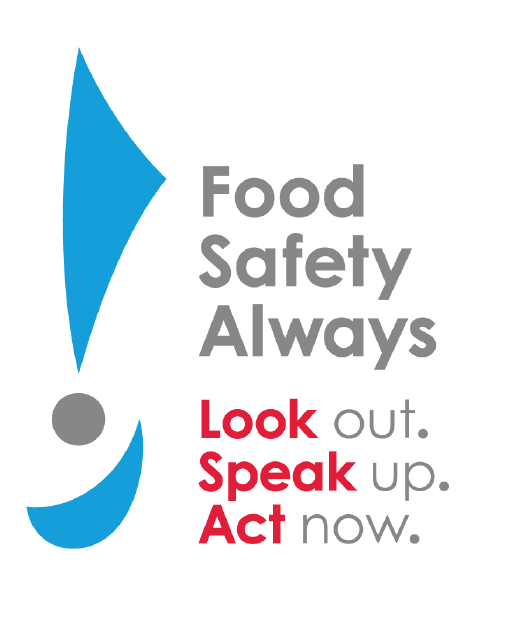 Food
Safety
Always
Look out.
Speak up.
Act now.